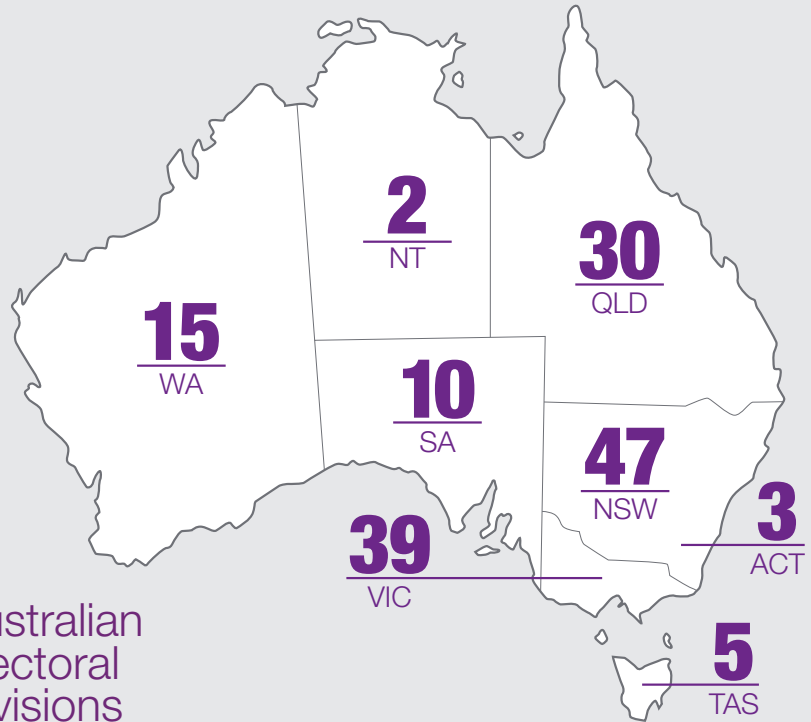 2
NT
30
QLD
15
WA
10
SA
47
NSW
3
ACT
39
VIC
5
TAS
ustralian
ectoral
visions